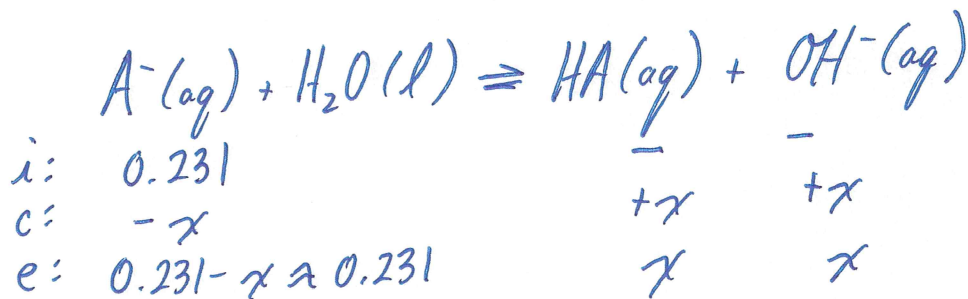 A⁻(aq) + H₂O(l) ⇌ HA(aq) + OH⁻(aq)
i: 0.231 – –
c: -x +x +x
e: 0.231-x ≈ 0.231 x x